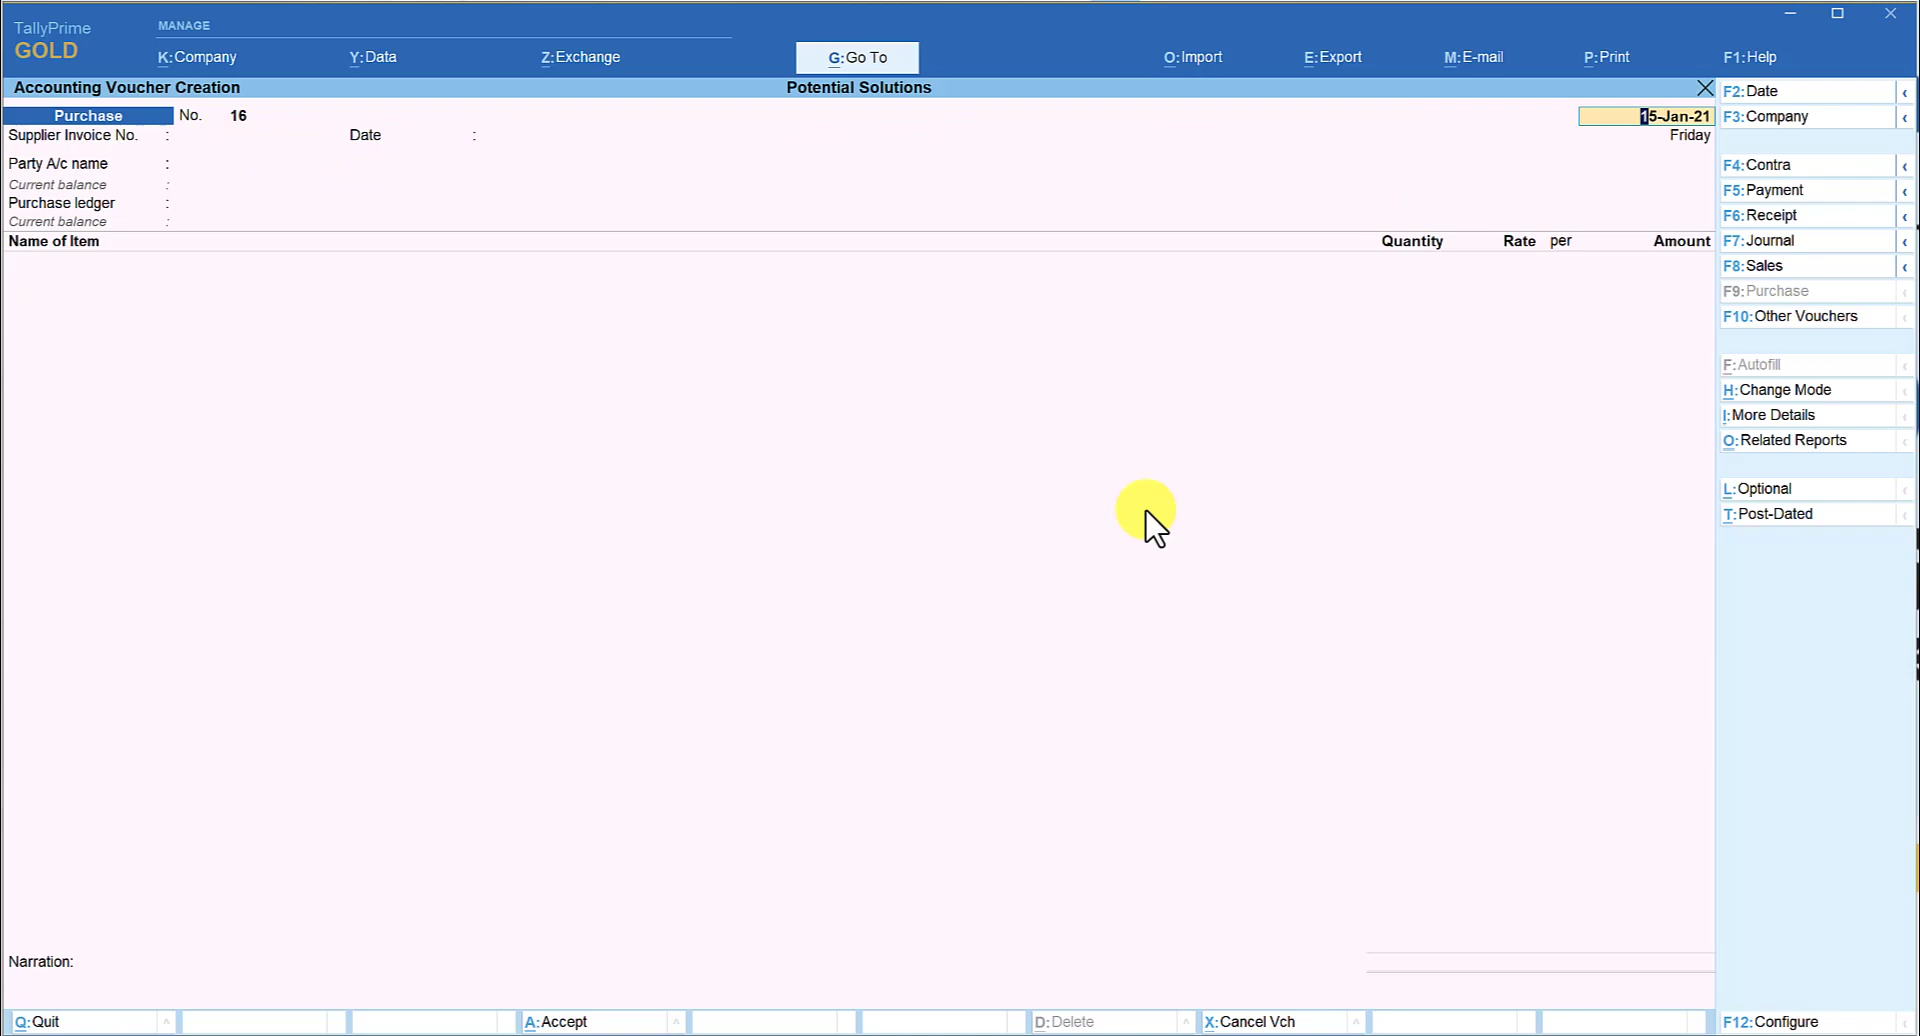 TallyPrime
GOLD
MANAGE
K:Company Y:Data Z:Exchange G:Go To O:Import E:Export M:E-mail P:Print F1:Help
Accounting Voucher Creation Potential Solutions
Purchase No. 16 15-Jan-21
Supplier Invoice No. : Date : Friday
Party A/c name :
Current balance :
Purchase ledger :
Current balance :
Name of Item Quantity Rate per Amount
Narration:
F2:Date
F3:Company
F4:Contra
F5:Payment
F6:Receipt
F7:Journal
F8:Sales
F9:Purchase
F10:Other Vouchers
F:Autofill
H:Change Mode
I:More Details
O:Related Reports
L:Optional
T:Post-Dated
Q:Quit A:Accept D:Delete X:Cancel Vch F12:Configure